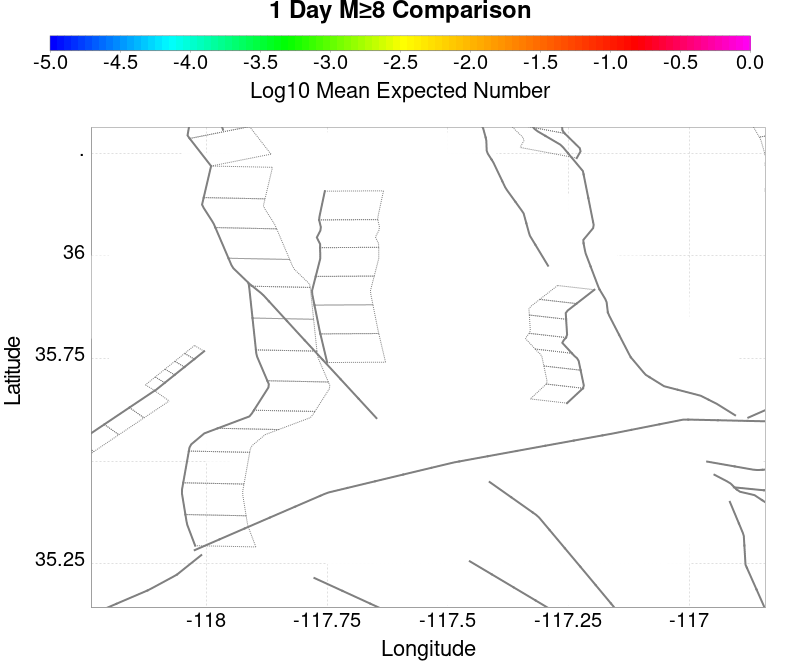 1 Day M≥8 Comparison
-5.0 -4.5 -4.0 -3.5 -3.0 -2.5 -2.0 -1.5 -1.0 -0.5 0.0
Log10 Mean Expected Number
.
36
35.75
35.25
Latitude
-118 -117.75 -117.5 -117.25 -117
Longitude